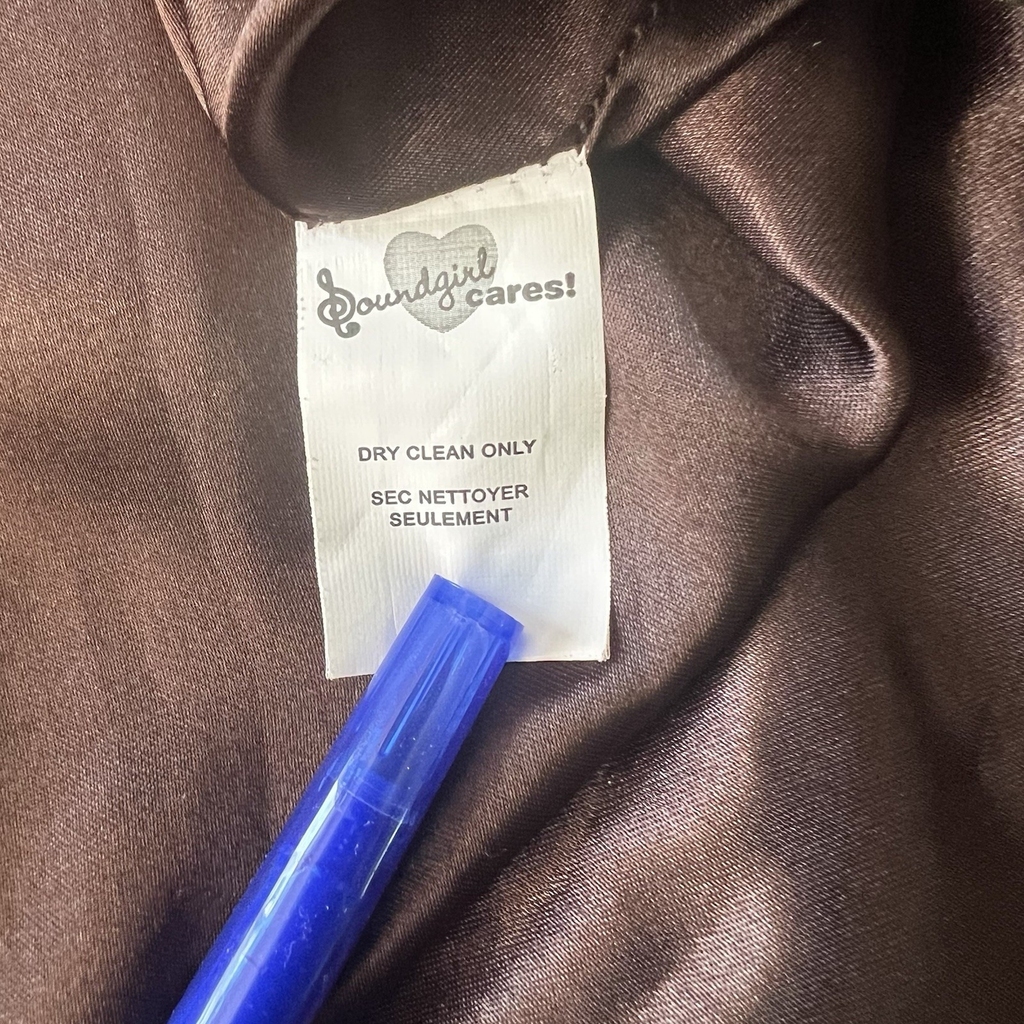 Soundgirl
cares!
DRY CLEAN ONLY
SEC NETTOYER
SEULEMENT